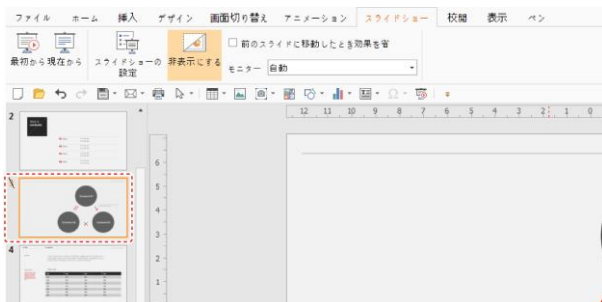 ファイル ホーム 挿入 デザイン 画面切り替え アニメーション スライドショー 校閲 表示 ペン
最初から 現在から スライドショーの 設定 非表示にする
□ 前のスライドに移動したとき効果を省
モニター 自動
12 11 10 9 8 7 6 5 4 3 2 1 0
2
4
6
5
4
3
2
1